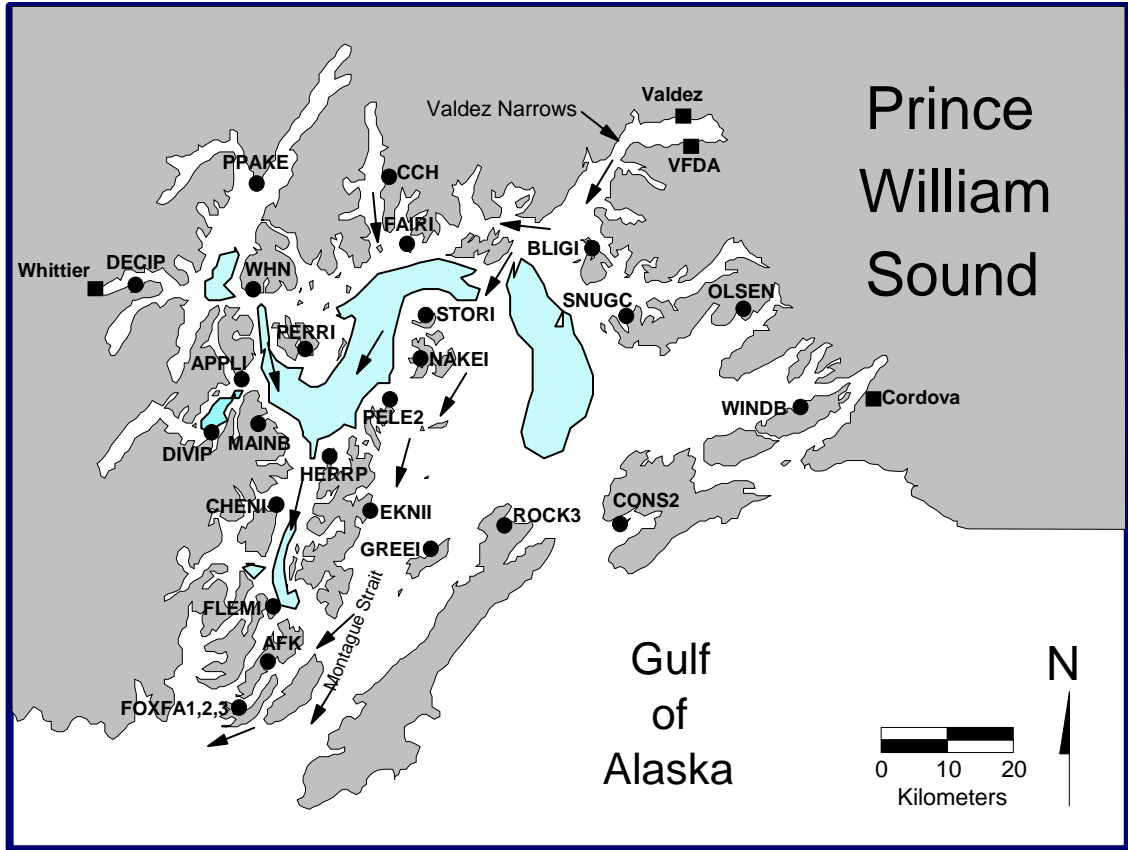 Prince
William
Sound
Valdez
Valdez Narrows
VFDA
PPAKE
CCH
FAIRI
BLIGI
Whittier
DECIP
WHN
SNUGC
OLSEN
STORI
PERRI
NAKEI
APPLI
PELE2
WINDB
Cordova
MAINB
DIVIP
HERRP
CHENI
EKNII
ROCK3
CONS2
GREEI
FLEMI
Montague Strait
AFK
FOXFA1,2,3
Gulf
of
Alaska
N
0 10 20
Kilometers